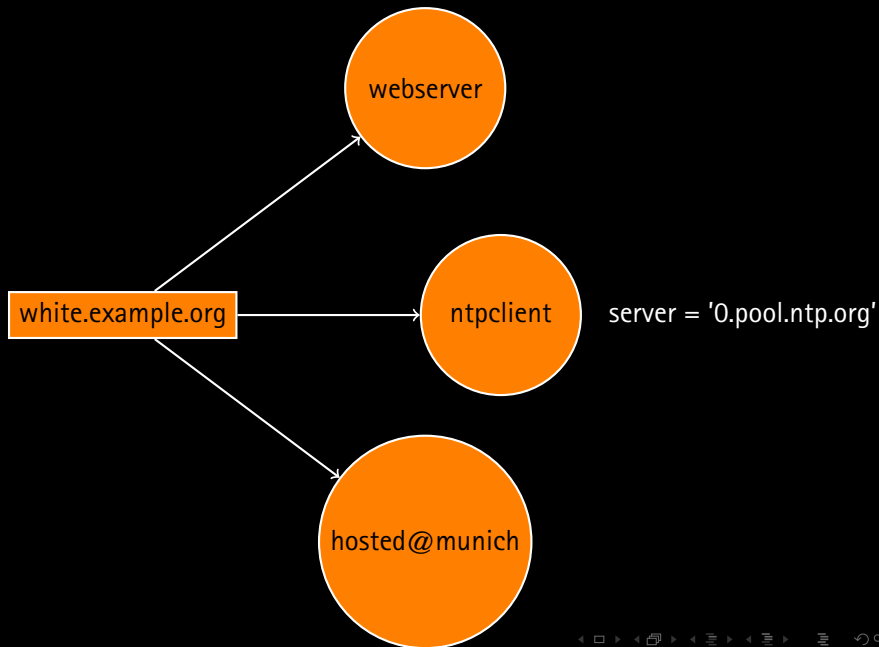 webserver
white.example.org
ntpclient
server = '0.pool.ntp.org'
hosted@munich